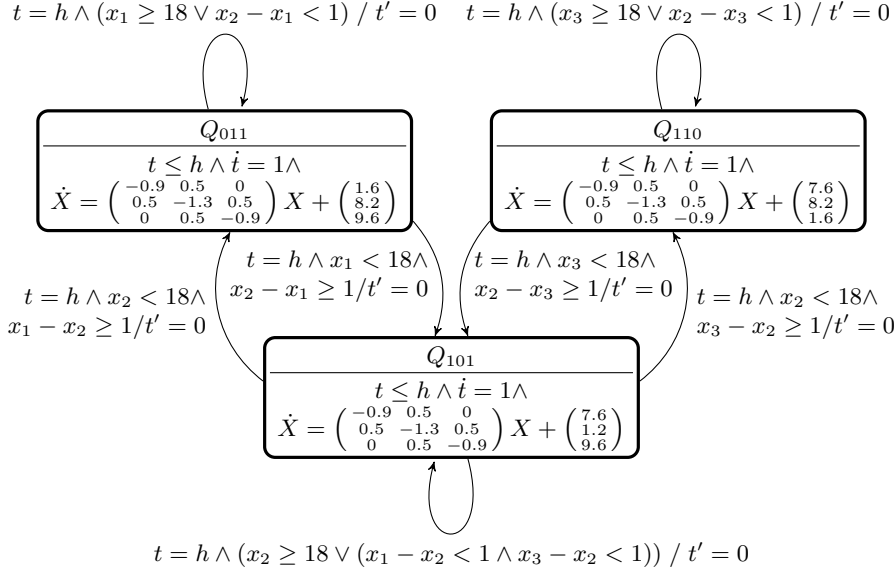 t = h ∧ (x₁ ≥ 18 ∨ x₂ − x₁ < 1) / t′ = 0
t = h ∧ (x₃ ≥ 18 ∨ x₂ − x₃ < 1) / t′ = 0
Q₀₁₁
t ≤ h ∧ ṫ = 1∧
Ẋ = ( −0.9 0.5 0
0.5 −1.3 0.5
0 0.5 −0.9 ) X + ( 1.6
8.2
9.6 )
Q₁₁₀
t ≤ h ∧ ṫ = 1∧
Ẋ = ( −0.9 0.5 0
0.5 −1.3 0.5
0 0.5 −0.9 ) X + ( 7.6
8.2
1.6 )
t = h ∧ x₂ < 18∧
x₁ − x₂ ≥ 1/t′ = 0
t = h ∧ x₁ < 18∧
x₂ − x₁ ≥ 1/t′ = 0
t = h ∧ x₃ < 18∧
x₂ − x₃ ≥ 1/t′ = 0
t = h ∧ x₂ < 18∧
x₃ − x₂ ≥ 1/t′ = 0
Q₁₀₁
t ≤ h ∧ ṫ = 1∧
Ẋ = ( −0.9 0.5 0
0.5 −1.3 0.5
0 0.5 −0.9 ) X + ( 7.6
1.2
9.6 )
t = h ∧ (x₂ ≥ 18 ∨ (x₁ − x₂ < 1 ∧ x₃ − x₂ < 1)) / t′ = 0